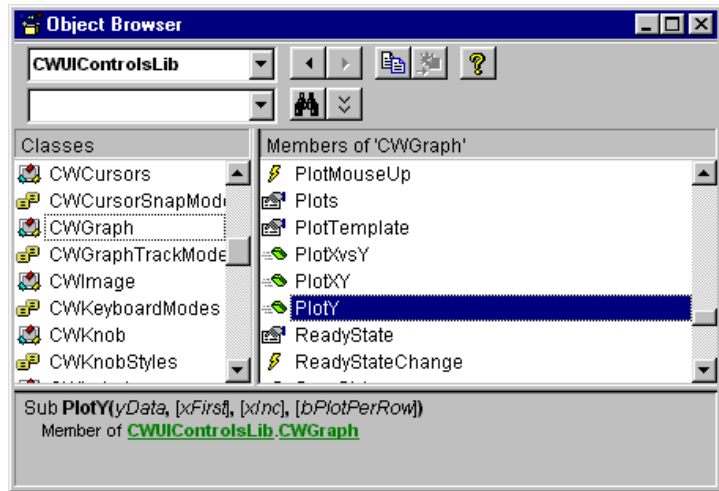 Object Browser
CWUIControlsLib
Classes
Members of 'CWGraph'
CWCursors
CWCursorSnapMod
CWGraph
CWGraphTrackMode
CWImage
CWKeyboardModes
CWKnob
CWKnobStyles
PlotMouseUp
Plots
PlotTemplate
PlotXvsY
PlotXY
PlotY
ReadyState
ReadyStateChange
Sub PlotY(yData, [xFirst], [xInc], [bPlotPerRow])
Member of CWUIControlsLib.CWGraph